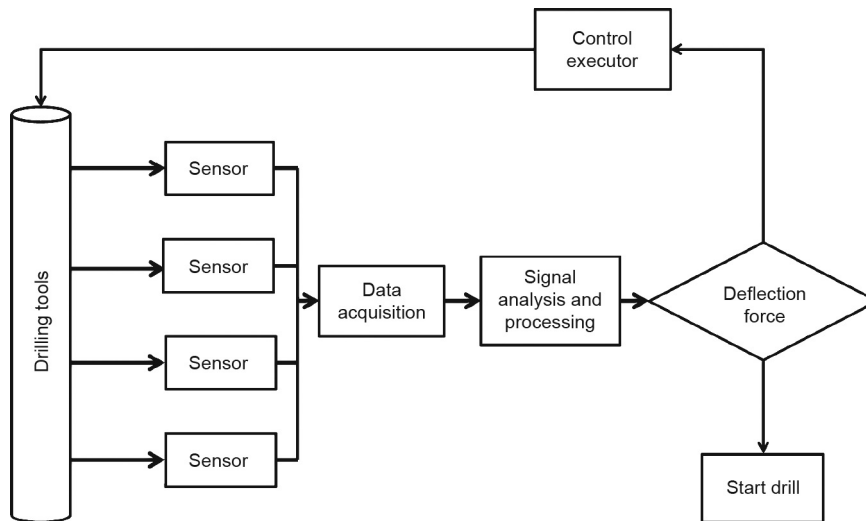 Control
executor
Drilling tools
Sensor
Sensor
Sensor
Sensor
Data
acquisition
Signal
analysis and
processing
Deflection
force
Start drill